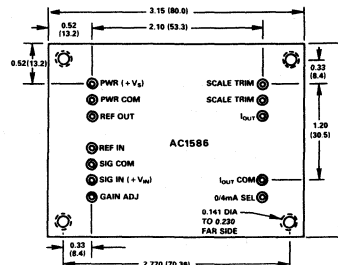 3.15 (80.0)
0.52
(13.2)
2.10 (53.3)
0.52(13.2)
0.33
(8.4)
PWR (+VS)
SCALE TRIM
PWR COM
SCALE TRIM
REF OUT
IOUT
1.20
(30.5)
AC1586
REF IN
SIG COM
SIG IN (+VIN)
IOUT COM
GAIN ADJ
0/4mA SEL
0.141 DIA
TO 0.230
FAR SIDE
0.33
(8.4)